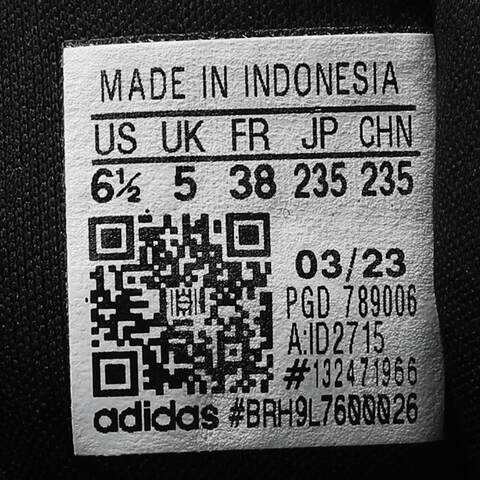 MADE IN INDONESIA
US UK FR JP CHN
6½ 5 38 235 235
03/23
PGD 789006
A:ID2715
#132471966
adidas #BRH9L7600026